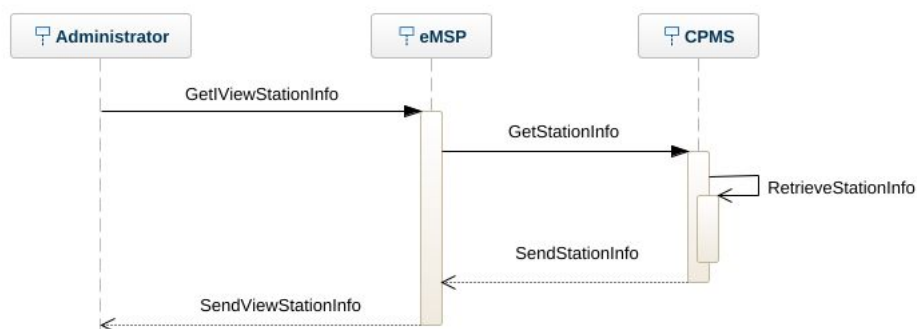 Administrator
eMSP
CPMS
GetIViewStationInfo
GetStationInfo
RetrieveStationInfo
SendStationInfo
SendViewStationInfo